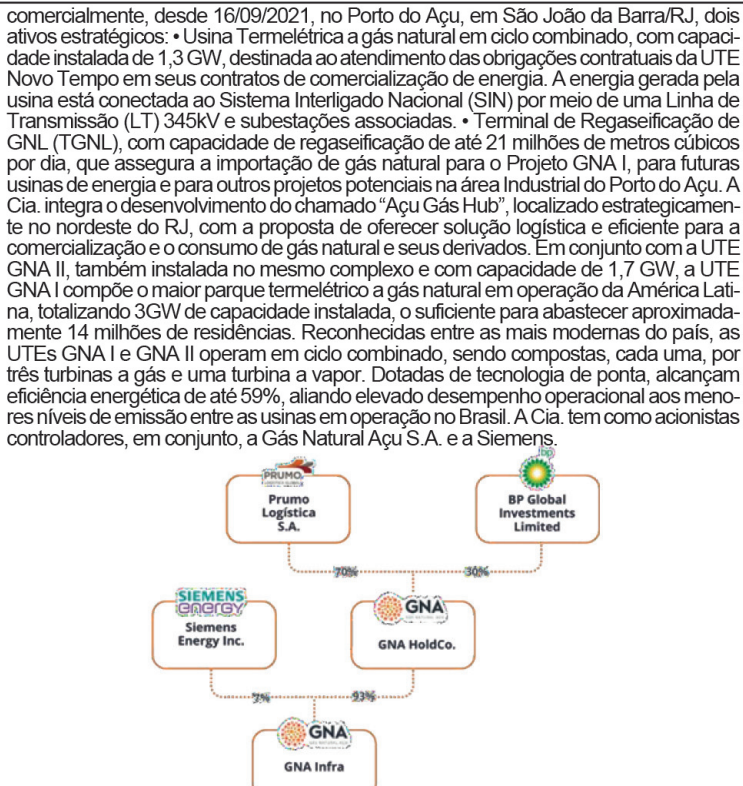 comercialmente, desde 16/09/2021, no Porto do Açu, em São João da Barra/RJ, dois
ativos estratégicos: • Usina Termelétrica a gás natural em ciclo combinado, com capaci-
dade instalada de 1,3 GW, destinada ao atendimento das obrigações contratuais da UTE
Novo Tempo em seus contratos de comercialização de energia. A energia gerada pela
usina está conectada ao Sistema Interligado Nacional (SIN) por meio de uma Linha de
Transmissão (LT) 345kV e subestações associadas. • Terminal de Regaseificação de
GNL (TGNL), com capacidade de regaseificação de até 21 milhões de metros cúbicos
por dia, que assegura a importação de gás natural para o Projeto GNA I, para futuras
usinas de energia e para outros projetos potenciais na área Industrial do Porto do Açu. A
Cia. integra o desenvolvimento do chamado “Açu Gás Hub”, localizado estrategicamen-
te no nordeste do RJ, com a proposta de oferecer solução logística e eficiente para a
comercialização e o consumo de gás natural e seus derivados. Em conjunto com a UTE
GNA II, também instalada no mesmo complexo e com capacidade de 1,7 GW, a UTE
GNA I compõe o maior parque termelétrico a gás natural em operação da América Lati-
na, totalizando 3GW de capacidade instalada, o suficiente para abastecer aproximada-
mente 14 milhões de residências. Reconhecidas entre as mais modernas do país, as
UTEs GNA I e GNA II operam em ciclo combinado, sendo compostas, cada uma, por
três turbinas a gás e uma turbina a vapor. Dotadas de tecnologia de ponta, alcançam
eficiência energética de até 59%, aliando elevado desempenho operacional aos meno-
res níveis de emissão entre as usinas em operação no Brasil. A Cia. tem como acionistas
controladores, em conjunto, a Gás Natural Açu S.A. e a Siemens.
PRUMO
Prumo
Logística
S.A.
bp
BP Global
Investments
Limited
70%
30%
SIEMENS
energy
Siemens
Energy Inc.
GNA
GNA HoldCo.
7%
93%
GNA
GNA Infra